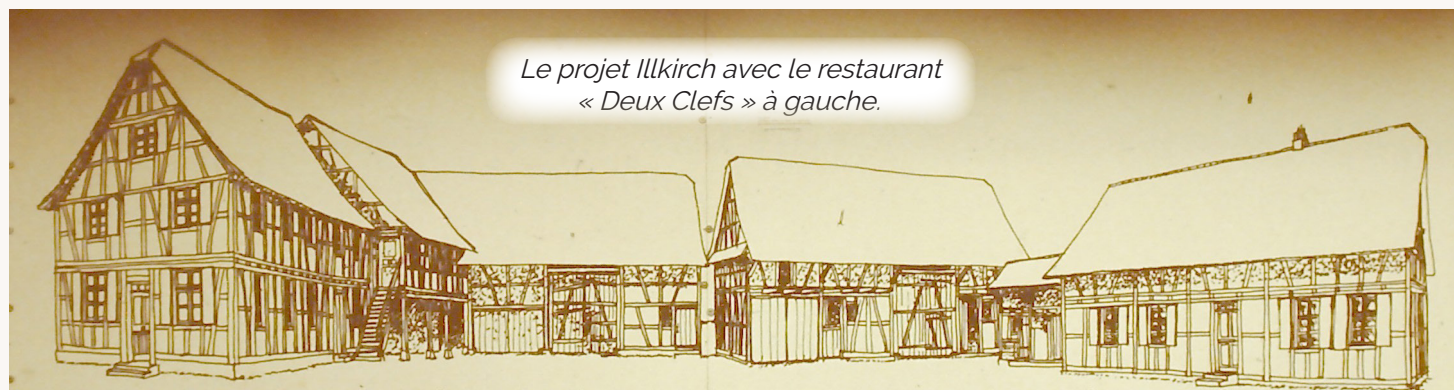 Le projet Illkirch avec le restaurant
« Deux Clefs » à gauche.